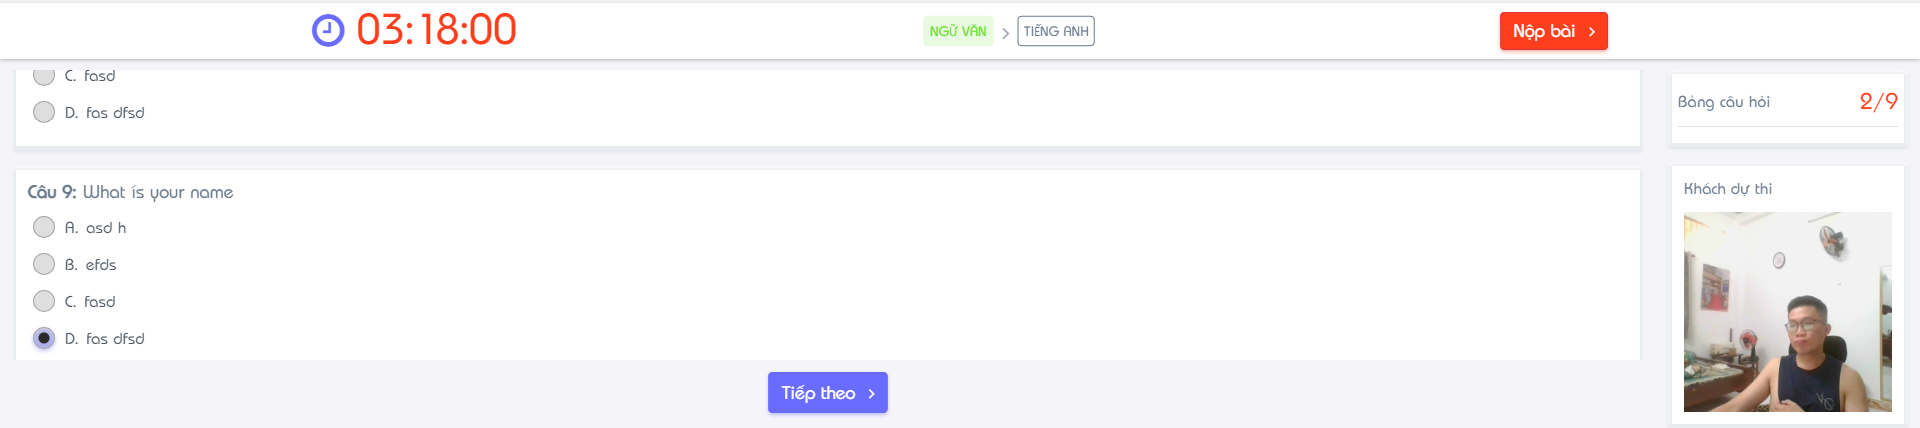 03:18:00
NGỮ VĂN
TIẾNG ANH
Nộp bài
C. fasd
D. fas dfsd
Câu 9: What ís your name
A. asd h
B. efds
C. fasd
D. fas dfsd
Tiếp theo
Bảng câu hỏi 2/9
Khách dự thi